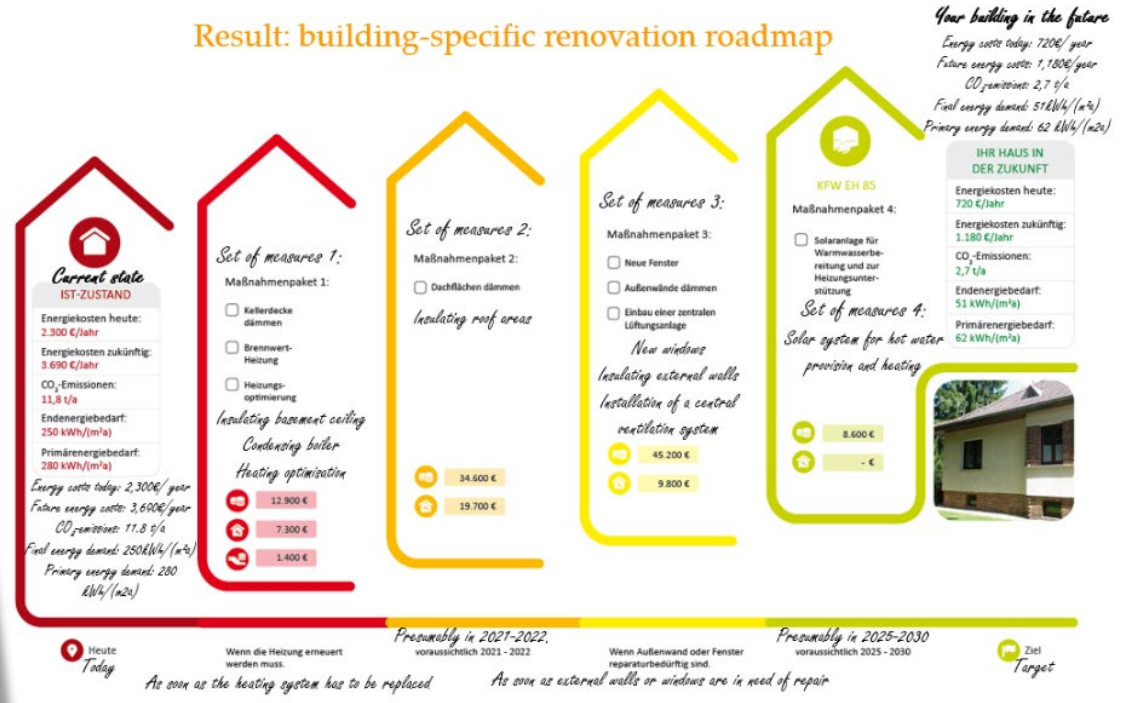 Result: building-specific renovation roadmap
Current state
IST-ZUSTAND
Energiekosten heute:
2.300 €/Jahr
Energiekosten zukünftig:
3.690 €/Jahr
CO₂-Emissionen:
11,8 t/a
Endenergiebedarf:
250 kWh/(m²a)
Primärenergiebedarf:
280 kWh/(m²a)
Energy costs today: 2,300€/ year
Future energy costs: 3,690€/year
CO₂emissions: 11,8 t/a
Final energy demand: 250kWh/(m²a)
Primary energy demand: 280
kWh/(m2a)
Set of measures 1:
Maßnahmenpaket 1:
Kellerdecke
dämmen
Brennwert-
Heizung
Heizungs-
optimierung
Insulating basement ceiling
Condensing boiler
Heating optimisation
12.900 €
7.300 €
1.400 €
Set of measures 2:
Maßnahmenpaket 2:
Dachflächen dämmen
Insulating roof areas
34.600 €
19.700 €
Set of measures 3:
Maßnahmenpaket 3:
Neue Fenster
Außenwände dämmen
Einbau einer zentralen
Lüftungsanlage
New windows
Insulating external walls
Installation of a central
ventilation system
45.200 €
9.800 €
KFW EH 85
Maßnahmenpaket 4:
Solaranlage für
Warmwasserbe-
reitung und zur
Heizungsunter-
stützung
Set of measures 4:
Solar system for hot water
provision and heating
8.600 €
- €
Your building in the future
Energy costs today: 720€/ year
Future energy costs: 1,180€/year
CO₂emissions: 2,7 t/a
Final energy demand: 51kWh/(m²a)
Primary energy demand: 62 kWh/(m2a)
IHR HAUS IN
DER ZUKUNFT
Energiekosten heute:
720 €/Jahr
Energiekosten zukünftig:
1.180 €/Jahr
CO₂-Emissionen:
2,7 t/a
Endenergiebedarf:
51 kWh/(m²a)
Primärenergiebedarf:
62 kWh/(m²a)
Heute
Today
Wenn die Heizung erneuert
werden muss.
As soon as the heating system has to be replaced
Presumably in 2021-2022.
voraussichtlich 2021 - 2022
Wenn Außenwand oder Fenster
reparaturbedürftig sind.
As soon as external walls or windows are in need of repair
Presumably in 2025-2030
voraussichtlich 2025 - 2030
Ziel
Target